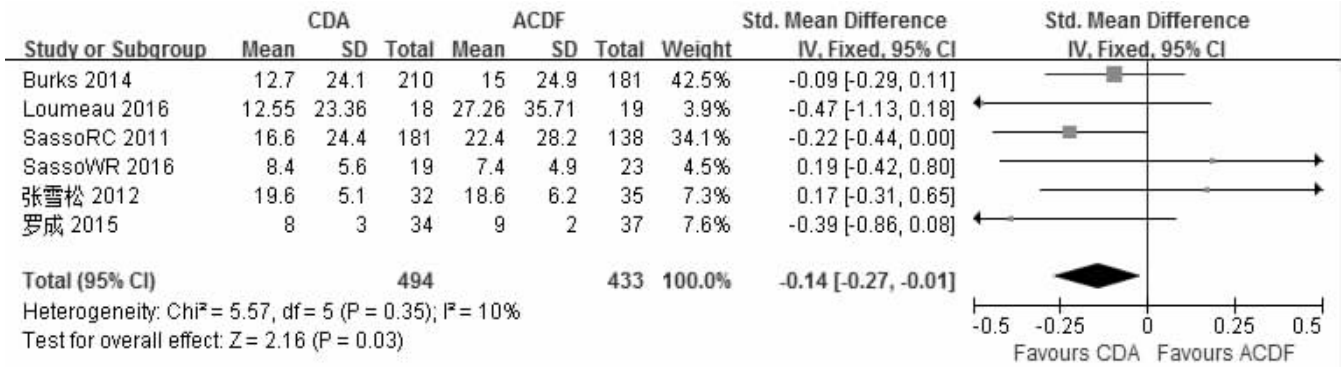 CDA ACDF Std. Mean Difference Std. Mean Difference
Study or Subgroup Mean SD Total Mean SD Total Weight IV, Fixed, 95% CI IV, Fixed, 95% CI
Burks 2014 12.7 24.1 210 15 24.9 181 42.5% -0.09 [-0.29, 0.11]
Loumeau 2016 12.55 23.36 18 27.26 35.71 19 3.9% -0.47 [-1.13, 0.18]
SassoRC 2011 16.6 24.4 181 22.4 28.2 138 34.1% -0.22 [-0.44, 0.00]
SassoWR 2016 8.4 5.6 19 7.4 4.9 23 4.5% 0.19 [-0.42, 0.80]
张雪松 2012 19.6 5.1 32 18.6 6.2 35 7.3% 0.17 [-0.31, 0.65]
罗成 2015 8 3 34 9 2 37 7.6% -0.39 [-0.86, 0.08]
Total (95% CI) 494 433 100.0% -0.14 [-0.27, -0.01]
Heterogeneity: Chi² = 5.57, df = 5 (P = 0.35); I² = 10%
Test for overall effect: Z = 2.16 (P = 0.03)
-0.5 -0.25 0 0.25 0.5
Favours CDA Favours ACDF